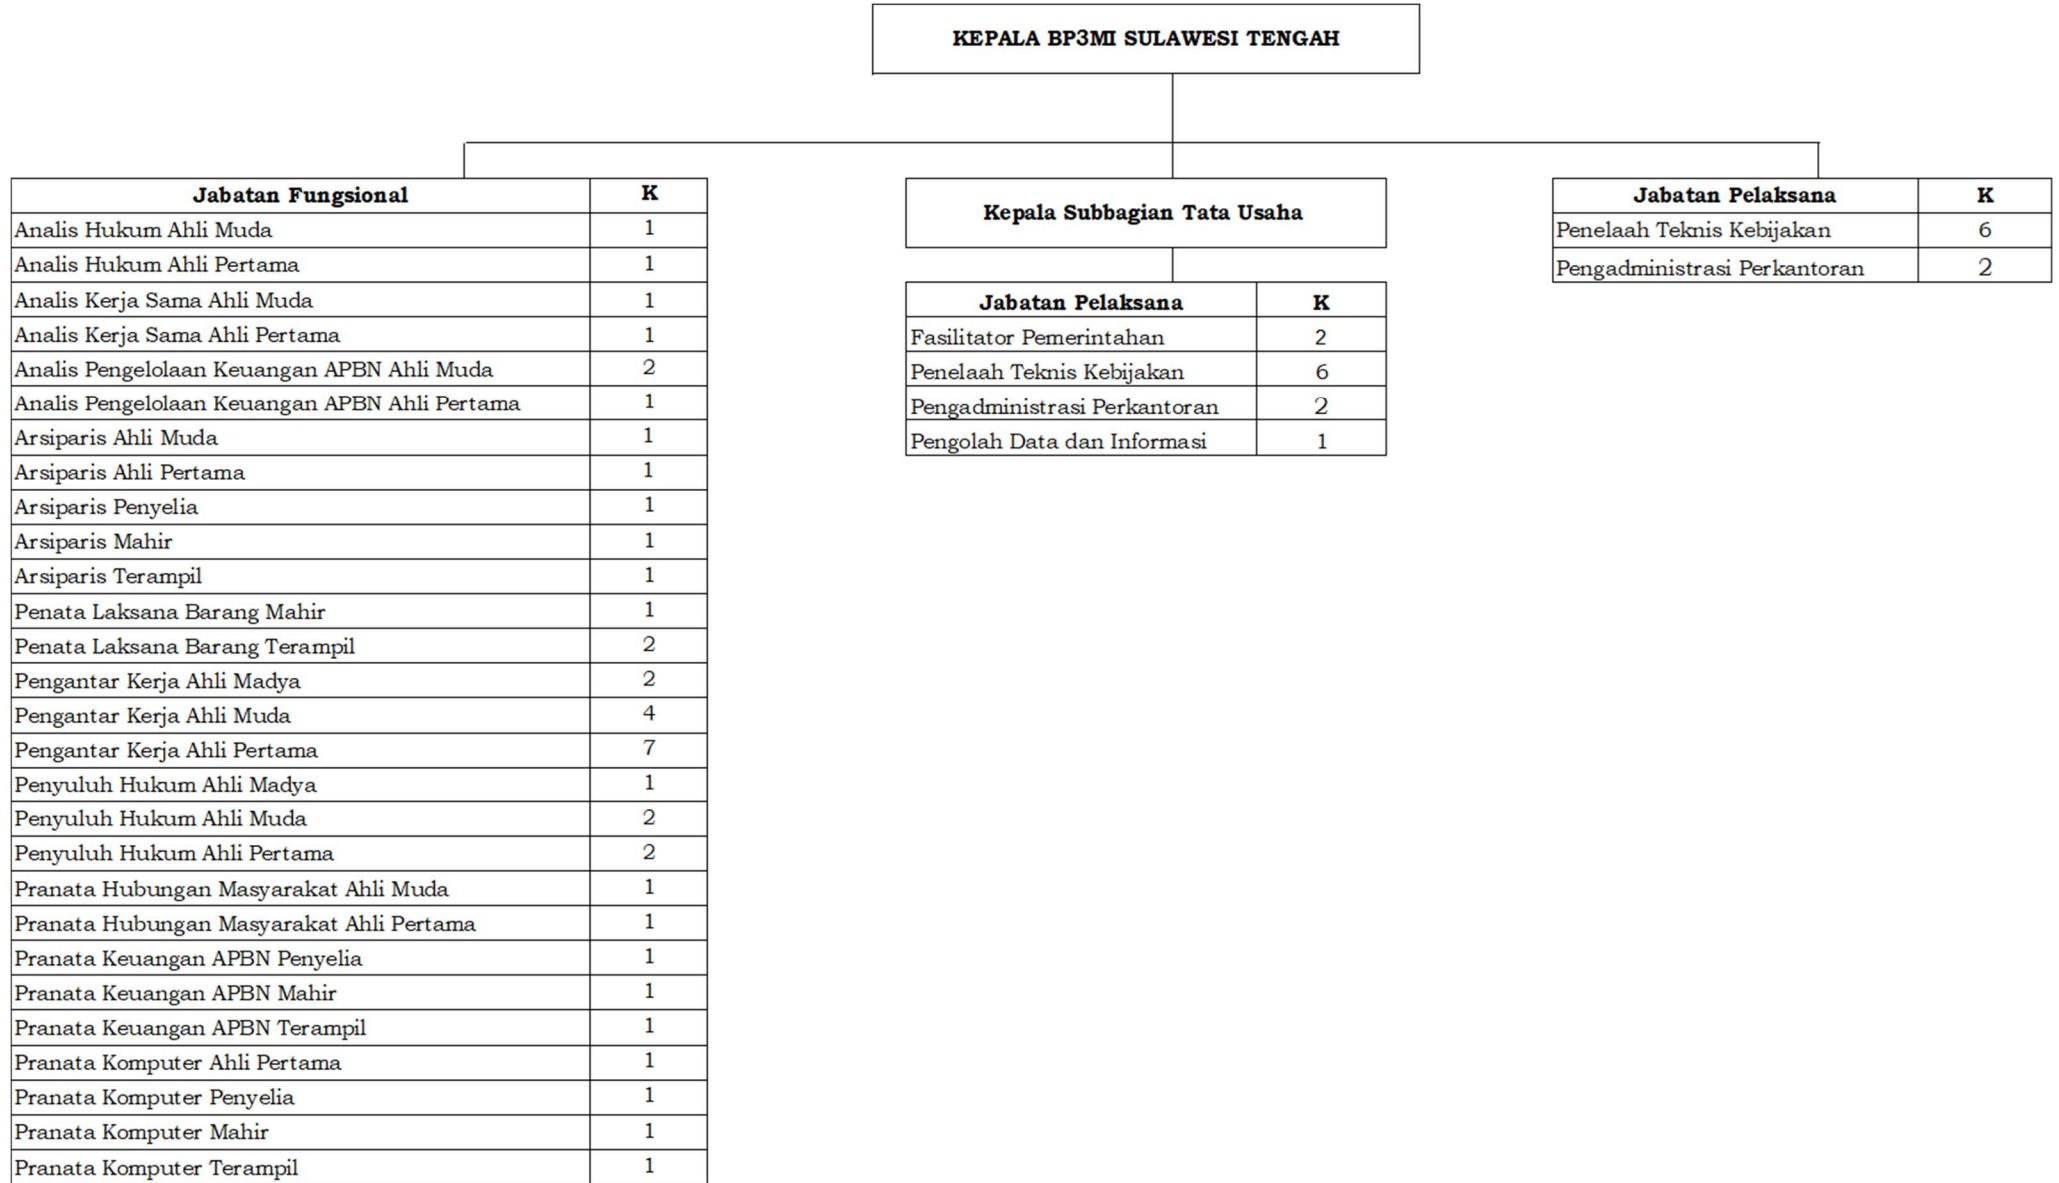 KEPALA BP3MI SULAWESI TENGAH
Jabatan Fungsional K
Analis Hukum Ahli Muda 1
Analis Hukum Ahli Pertama 1
Analis Kerja Sama Ahli Muda 1
Analis Kerja Sama Ahli Pertama 1
Analis Pengelolaan Keuangan APBN Ahli Muda 2
Analis Pengelolaan Keuangan APBN Ahli Pertama 1
Arsiparis Ahli Muda 1
Arsiparis Ahli Pertama 1
Arsiparis Penyelia 1
Arsiparis Mahir 1
Arsiparis Terampil 1
Penata Laksana Barang Mahir 1
Penata Laksana Barang Terampil 2
Pengantar Kerja Ahli Madya 2
Pengantar Kerja Ahli Muda 4
Pengantar Kerja Ahli Pertama 7
Penyuluh Hukum Ahli Madya 1
Penyuluh Hukum Ahli Muda 2
Penyuluh Hukum Ahli Pertama 2
Pranata Hubungan Masyarakat Ahli Muda 1
Pranata Hubungan Masyarakat Ahli Pertama 1
Pranata Keuangan APBN Penyelia 1
Pranata Keuangan APBN Mahir 1
Pranata Keuangan APBN Terampil 1
Pranata Komputer Ahli Pertama 1
Pranata Komputer Penyelia 1
Pranata Komputer Mahir 1
Pranata Komputer Terampil 1
Kepala Subbagian Tata Usaha
Jabatan Pelaksana K
Fasilitator Pemerintahan 2
Penelaah Teknis Kebijakan 6
Pengadministrasi Perkantoran 2
Pengolah Data dan Informasi 1
Jabatan Pelaksana K
Penelaah Teknis Kebijakan 6
Pengadministrasi Perkantoran 2